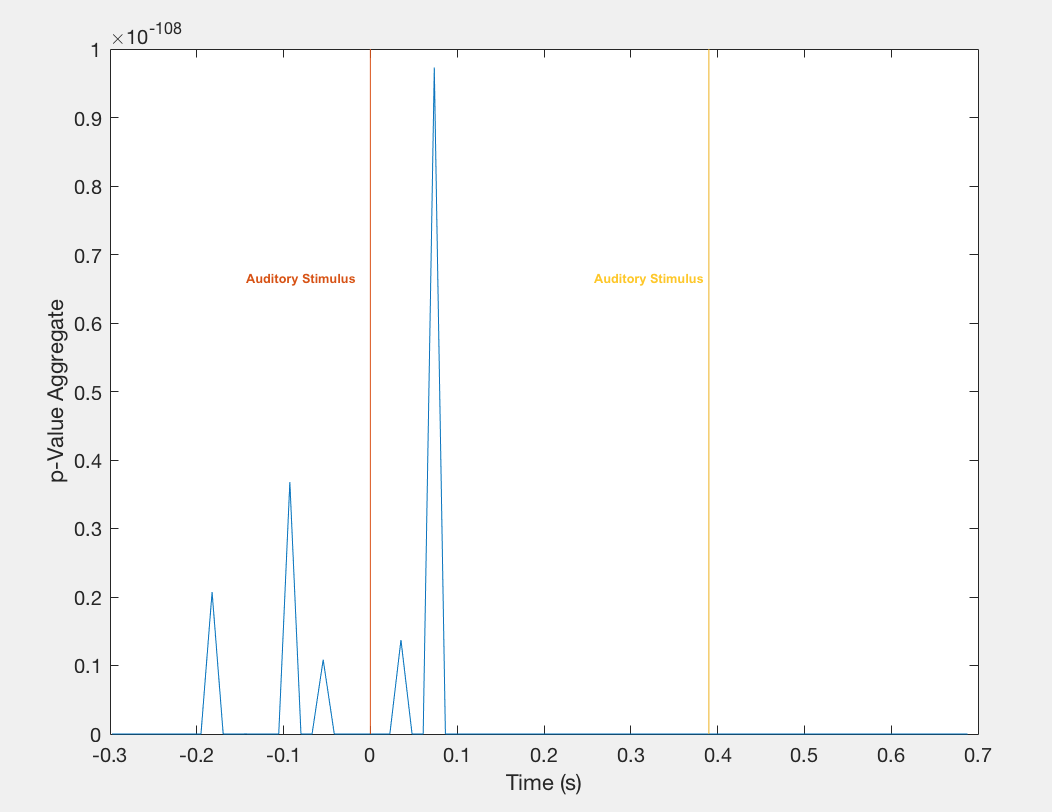 ×10-108
1
0.9
0.8
0.7
0.6
0.5
0.4
0.3
0.2
0.1
0
p-Value Aggregate
Auditory Stimulus
Auditory Stimulus
-0.3 -0.2 -0.1 0 0.1 0.2 0.3 0.4 0.5 0.6 0.7
Time (s)